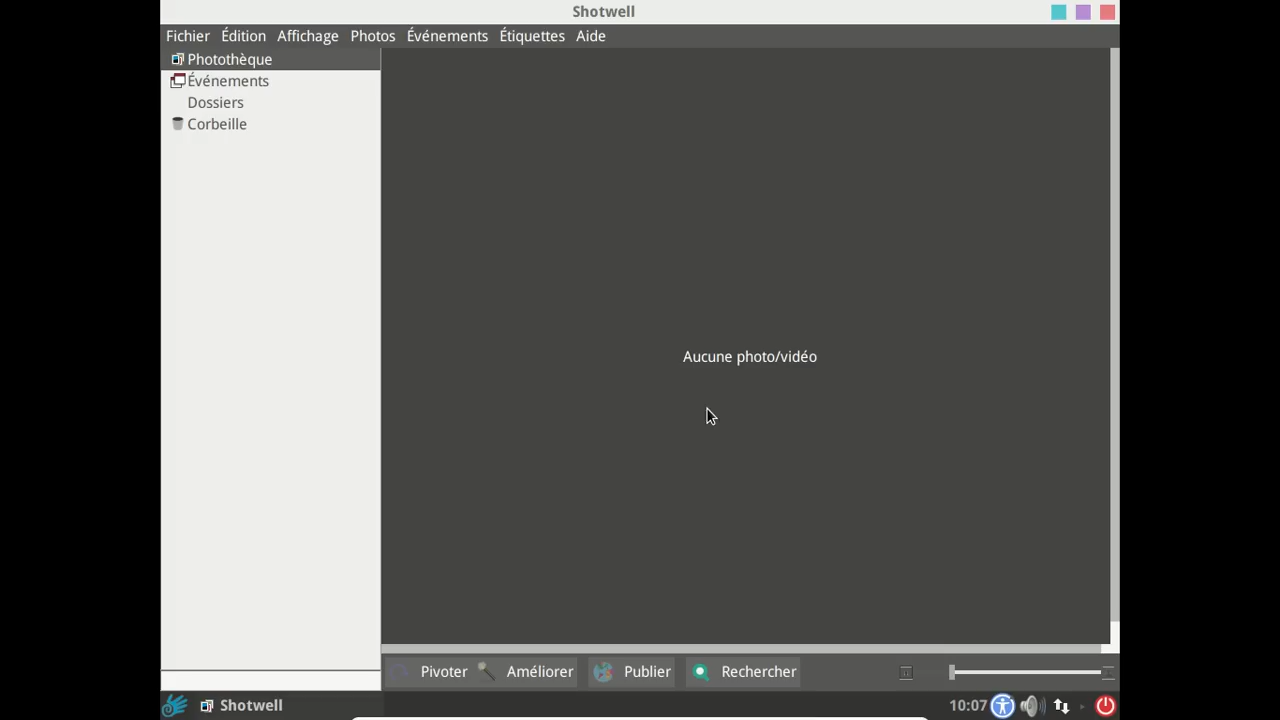 Shotwell
Fichier Édition Affichage Photos Événements Étiquettes Aide
Photothèque
Événements
Dossiers
Corbeille
Aucune photo/vidéo
Pivoter Améliorer Publier Rechercher
Shotwell 10:07